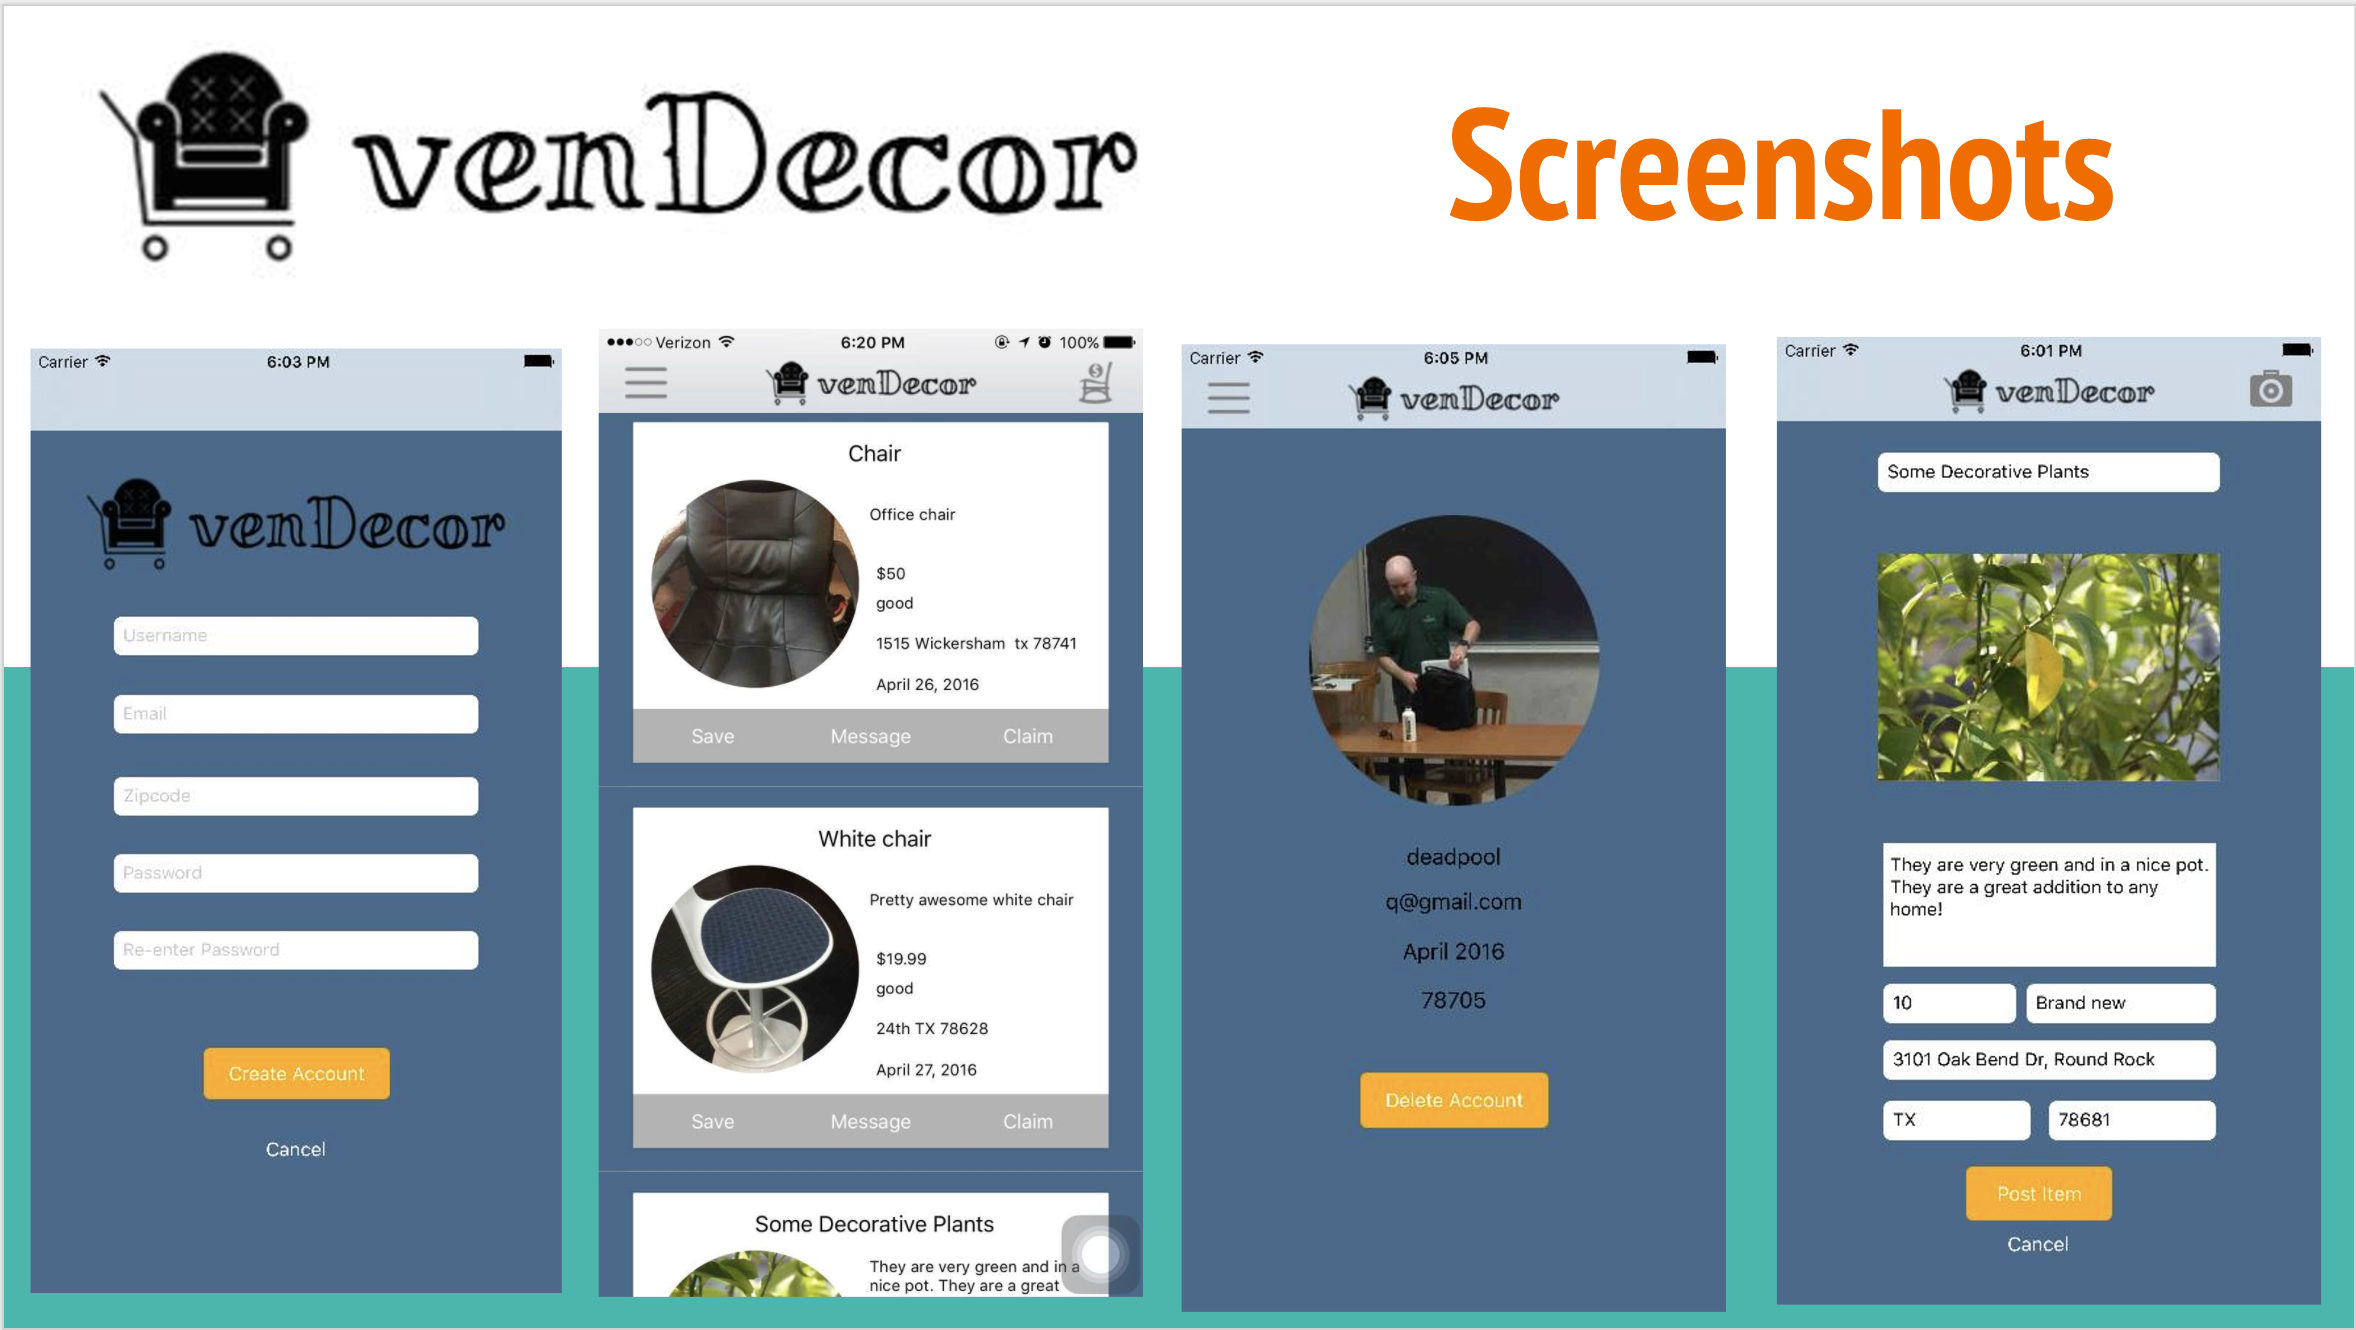 venDecor
Screenshots
Carrier 6:03 PM
venDecor
Username
Email
Zipcode
Password
Re-enter Password
Create Account
Cancel
Verizon 6:20 PM 100%
venDecor
Chair
Office chair
$50
good
1515 Wickersham tx 78741
April 26, 2016
Save Message Claim
White chair
Pretty awesome white chair
$19.99
good
24th TX 78628
April 27, 2016
Save Message Claim
Some Decorative Plants
They are very green and in a
nice pot. They are a great
Carrier 6:05 PM
venDecor
deadpool
q@gmail.com
April 2016
78705
Delete Account
Carrier 6:01 PM
venDecor
Some Decorative Plants
They are very green and in a nice pot.
They are a great addition to any
home!
10 Brand new
3101 Oak Bend Dr, Round Rock
TX 78681
Post Item
Cancel